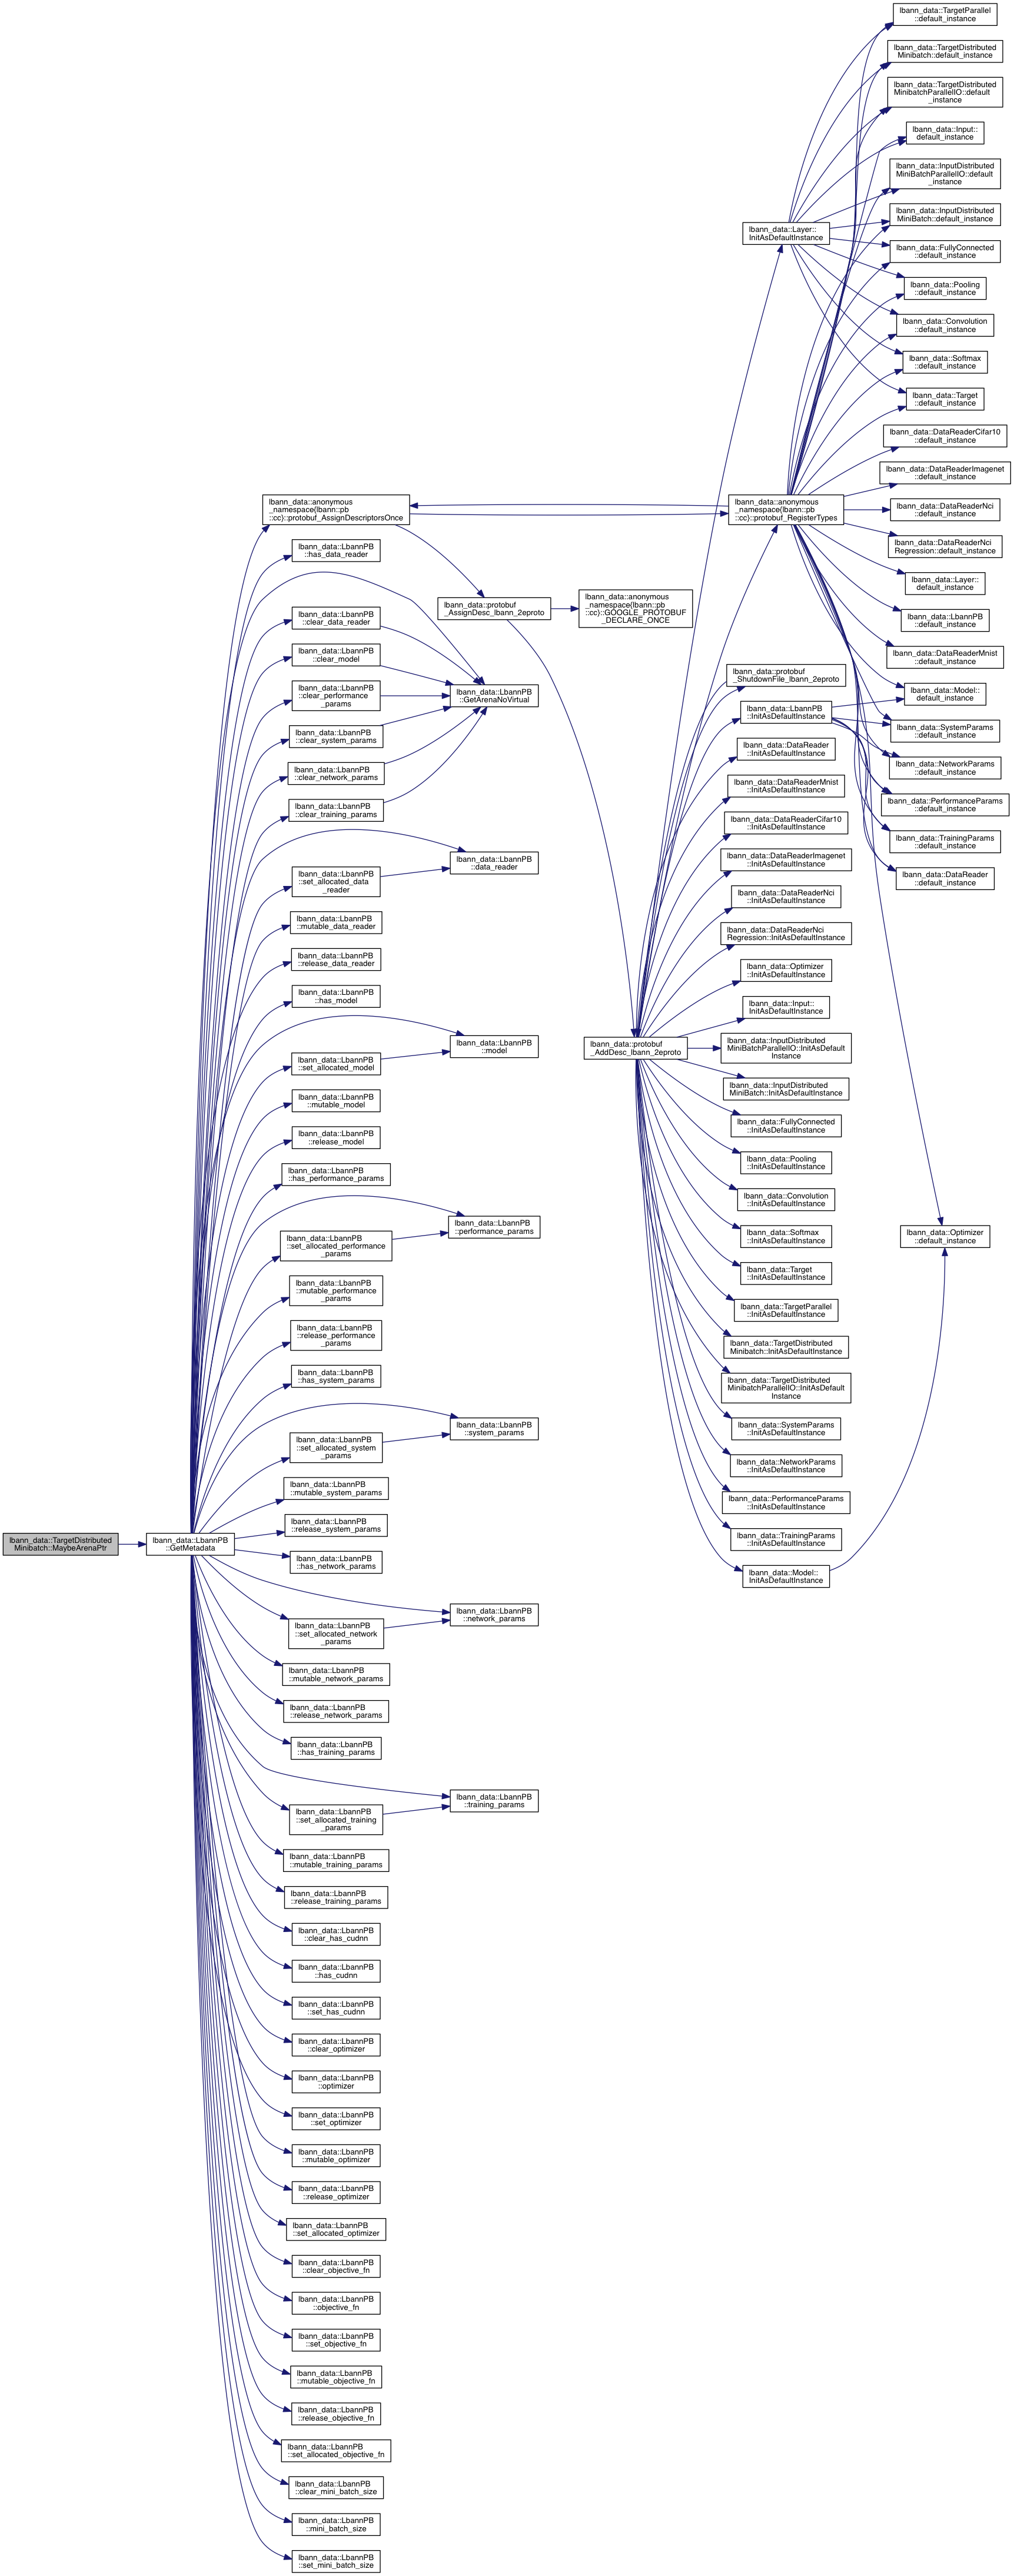 lbann_data::TargetDistributed
Minibatch::MaybeArenaPtr
lbann_data::LbannPB
::GetMetadata
lbann_data::anonymous
_namespace{lbann::pb
::cc}::protobuf_AssignDescriptorsOnce
lbann_data::LbannPB
::has_data_reader
lbann_data::LbannPB
::clear_data_reader
lbann_data::LbannPB
::clear_model
lbann_data::LbannPB
::clear_performance
_params
lbann_data::LbannPB
::clear_system_params
lbann_data::LbannPB
::clear_network_params
lbann_data::LbannPB
::clear_training_params
lbann_data::LbannPB
::set_allocated_data
_reader
lbann_data::LbannPB
::mutable_data_reader
lbann_data::LbannPB
::release_data_reader
lbann_data::LbannPB
::has_model
lbann_data::LbannPB
::set_allocated_model
lbann_data::LbannPB
::mutable_model
lbann_data::LbannPB
::release_model
lbann_data::LbannPB
::has_performance_params
lbann_data::LbannPB
::set_allocated_performance
_params
lbann_data::LbannPB
::mutable_performance
_params
lbann_data::LbannPB
::release_performance
_params
lbann_data::LbannPB
::has_system_params
lbann_data::LbannPB
::set_allocated_system
_params
lbann_data::LbannPB
::mutable_system_params
lbann_data::LbannPB
::release_system_params
lbann_data::LbannPB
::has_network_params
lbann_data::LbannPB
::set_allocated_network
_params
lbann_data::LbannPB
::mutable_network_params
lbann_data::LbannPB
::release_network_params
lbann_data::LbannPB
::has_training_params
lbann_data::LbannPB
::set_allocated_training
_params
lbann_data::LbannPB
::mutable_training_params
lbann_data::LbannPB
::release_training_params
lbann_data::LbannPB
::clear_has_cudnn
lbann_data::LbannPB
::has_cudnn
lbann_data::LbannPB
::set_has_cudnn
lbann_data::LbannPB
::clear_optimizer
lbann_data::LbannPB
::optimizer
lbann_data::LbannPB
::set_optimizer
lbann_data::LbannPB
::mutable_optimizer
lbann_data::LbannPB
::release_optimizer
lbann_data::LbannPB
::set_allocated_optimizer
lbann_data::LbannPB
::clear_objective_fn
lbann_data::LbannPB
::objective_fn
lbann_data::LbannPB
::set_objective_fn
lbann_data::LbannPB
::mutable_objective_fn
lbann_data::LbannPB
::release_objective_fn
lbann_data::LbannPB
::set_allocated_objective_fn
lbann_data::LbannPB
::clear_mini_batch_size
lbann_data::LbannPB
::mini_batch_size
lbann_data::LbannPB
::set_mini_batch_size
lbann_data::protobuf
_AssignDesc_lbann_2eproto
lbann_data::LbannPB
::GetArenaNoVirtual
lbann_data::LbannPB
::data_reader
lbann_data::LbannPB
::model
lbann_data::LbannPB
::performance_params
lbann_data::LbannPB
::system_params
lbann_data::LbannPB
::network_params
lbann_data::LbannPB
::training_params
lbann_data::anonymous
_namespace{lbann::pb
::cc}::GOOGLE_PROTOBUF
_DECLARE_ONCE
lbann_data::protobuf
_AddDesc_lbann_2eproto
lbann_data::Layer::
InitAsDefaultInstance
lbann_data::anonymous
_namespace{lbann::pb
::cc}::protobuf_RegisterTypes
lbann_data::protobuf
_ShutdownFile_lbann_2eproto
lbann_data::LbannPB
::InitAsDefaultInstance
lbann_data::DataReader
::InitAsDefaultInstance
lbann_data::DataReaderMnist
::InitAsDefaultInstance
lbann_data::DataReaderCifar10
::InitAsDefaultInstance
lbann_data::DataReaderImagenet
::InitAsDefaultInstance
lbann_data::DataReaderNci
::InitAsDefaultInstance
lbann_data::DataReaderNci
Regression::InitAsDefaultInstance
lbann_data::Optimizer
::InitAsDefaultInstance
lbann_data::Input::
InitAsDefaultInstance
lbann_data::InputDistributed
MiniBatchParallelIO::InitAsDefault
Instance
lbann_data::InputDistributed
MiniBatch::InitAsDefaultInstance
lbann_data::FullyConnected
::InitAsDefaultInstance
lbann_data::Pooling
::InitAsDefaultInstance
lbann_data::Convolution
::InitAsDefaultInstance
lbann_data::Softmax
::InitAsDefaultInstance
lbann_data::Target
::InitAsDefaultInstance
lbann_data::TargetParallel
::InitAsDefaultInstance
lbann_data::TargetDistributed
Minibatch::InitAsDefaultInstance
lbann_data::TargetDistributed
MinibatchParallelIO::InitAsDefault
Instance
lbann_data::SystemParams
::InitAsDefaultInstance
lbann_data::NetworkParams
::InitAsDefaultInstance
lbann_data::PerformanceParams
::InitAsDefaultInstance
lbann_data::TrainingParams
::InitAsDefaultInstance
lbann_data::Model::
InitAsDefaultInstance
lbann_data::TargetParallel
::default_instance
lbann_data::TargetDistributed
Minibatch::default_instance
lbann_data::TargetDistributed
MinibatchParallelIO::default
_instance
lbann_data::Input::
default_instance
lbann_data::InputDistributed
MiniBatchParallelIO::default
_instance
lbann_data::InputDistributed
MiniBatch::default_instance
lbann_data::FullyConnected
::default_instance
lbann_data::Pooling
::default_instance
lbann_data::Convolution
::default_instance
lbann_data::Softmax
::default_instance
lbann_data::Target
::default_instance
lbann_data::DataReaderCifar10
::default_instance
lbann_data::DataReaderImagenet
::default_instance
lbann_data::DataReaderNci
::default_instance
lbann_data::DataReaderNci
Regression::default_instance
lbann_data::Layer::
default_instance
lbann_data::LbannPB
::default_instance
lbann_data::DataReaderMnist
::default_instance
lbann_data::Model::
default_instance
lbann_data::SystemParams
::default_instance
lbann_data::NetworkParams
::default_instance
lbann_data::PerformanceParams
::default_instance
lbann_data::TrainingParams
::default_instance
lbann_data::DataReader
::default_instance
lbann_data::Optimizer
::default_instance